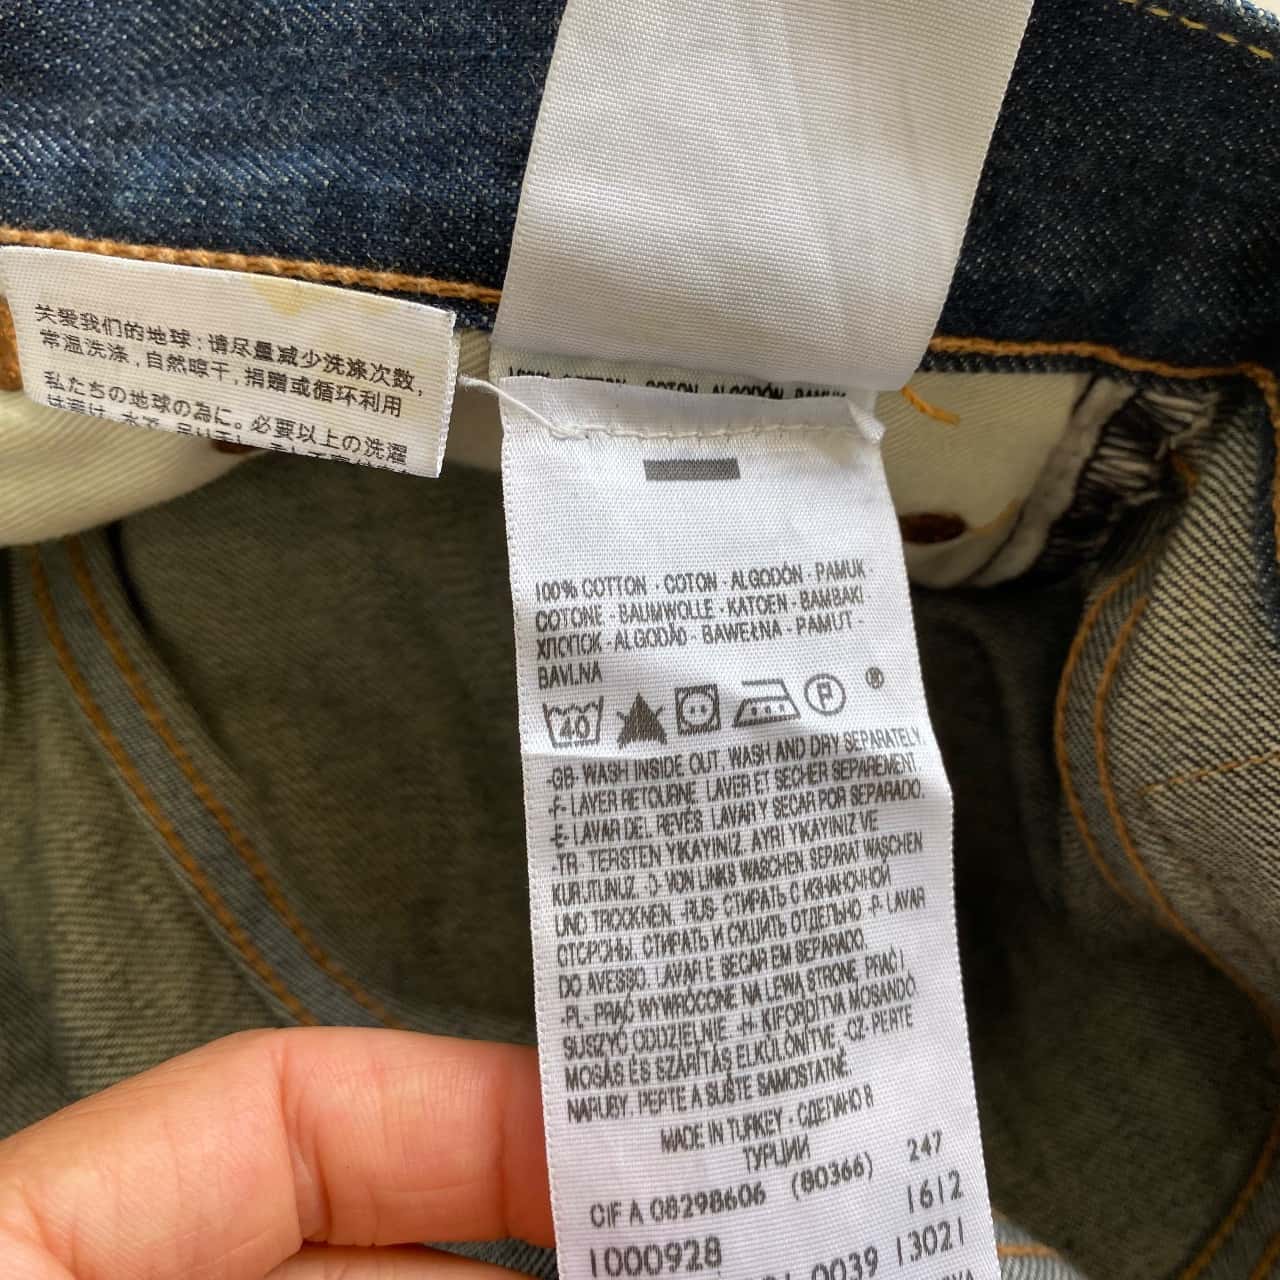 关爱我们的地球：请尽量减少洗涤次数,
常温洗涤,自然晾干,捐赠或循环利用
私たちの地球の為に。必要以上の洗濯
100% COTTON - COTON - ALGODÓN - PAMUK
100% COTTON - COTON - ALGODÓN - PAMUK -
COTONE - BAUMWOLLE - KATOEN - BAMBAKI
ХЛОПОК - ALGODÃO - BAWEŁNA - PAMUT -
BAVLNA
40 P ®
-GB- WASH INSIDE OUT. WASH AND DRY SEPARATELY.
-F- LAVER RETOURNE. LAVER ET SECHER SEPAREMENT.
-E- LAVAR DEL REVÉS. LAVAR Y SECAR POR SEPARADO.
-TR- TERSTEN YIKAYINIZ. AYRI YIKAYINIZ VE
KURUTUNUZ. -D- VON LINKS WASCHEN. SEPARAT WASCHEN
UND TROCKNEN. -RUS- СТИРАТЬ С ИЗНАНОЧНОЙ
СТОРОНЫ. СТИРАТЬ И СУШИТЬ ОТДЕЛЬНО -P- LAVAR
DO AVESSO. LAVAR E SECAR EM SEPARADO.
-PL- PRAĆ WYWRÓCONE NA LEWĄ STRONĘ. PRAĆ I
SUSZYĆ ODDZIELNIE. -H- KIFORDÍTVA MOSANDÓ
MOSÁS ÉS SZÁRÍTÁS ELKÜLÖNÍTVE -CZ- PERTE
NARUBY. PERTE A SUŠTE SAMOSTATNĚ.
MADE IN TURKEY - СДЕЛАНО В
ТУРЦИИ
CIF A 08298606 (80366) 247
1612
1000928
0039 13021